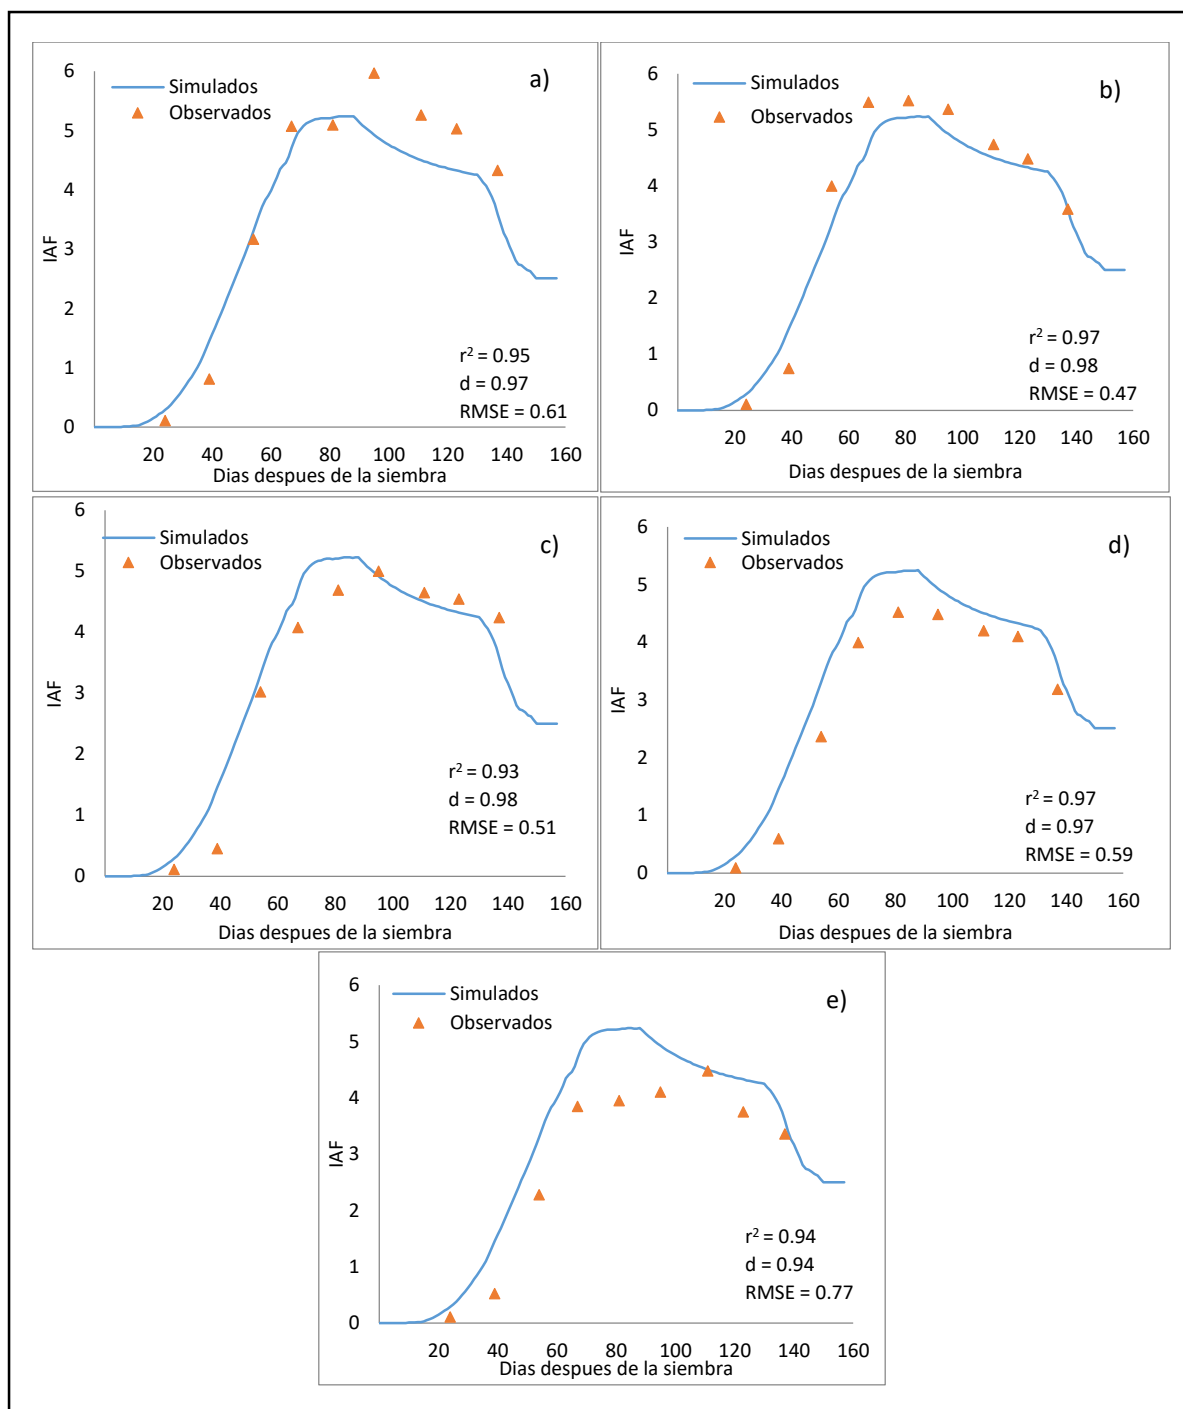 a)
Simulados
Observados
6
5
4
3
2
1
0
IAF
r² = 0.95
d = 0.97
RMSE = 0.61
20 40 60 80 100 120 140 160
Dias despues de la siembra
b)
Simulados
Observados
6
5
4
3
2
1
0
IAF
r² = 0.97
d = 0.98
RMSE = 0.47
20 40 60 80 100 120 140 160
Dias despues de la siembra
c)
Simulados
Observados
6
5
4
3
2
1
0
IAF
r² = 0.93
d = 0.98
RMSE = 0.51
20 40 60 80 100 120 140 160
Dias despues de la siembra
d)
Simulados
Observados
6
5
4
3
2
1
0
IAF
r² = 0.97
d = 0.97
RMSE = 0.59
20 40 60 80 100 120 140 160
Dias despues de la siembra
e)
Simulados
Observados
6
5
4
3
2
1
0
IAF
r² = 0.94
d = 0.94
RMSE = 0.77
20 40 60 80 100 120 140 160
Dias despues de la siembra